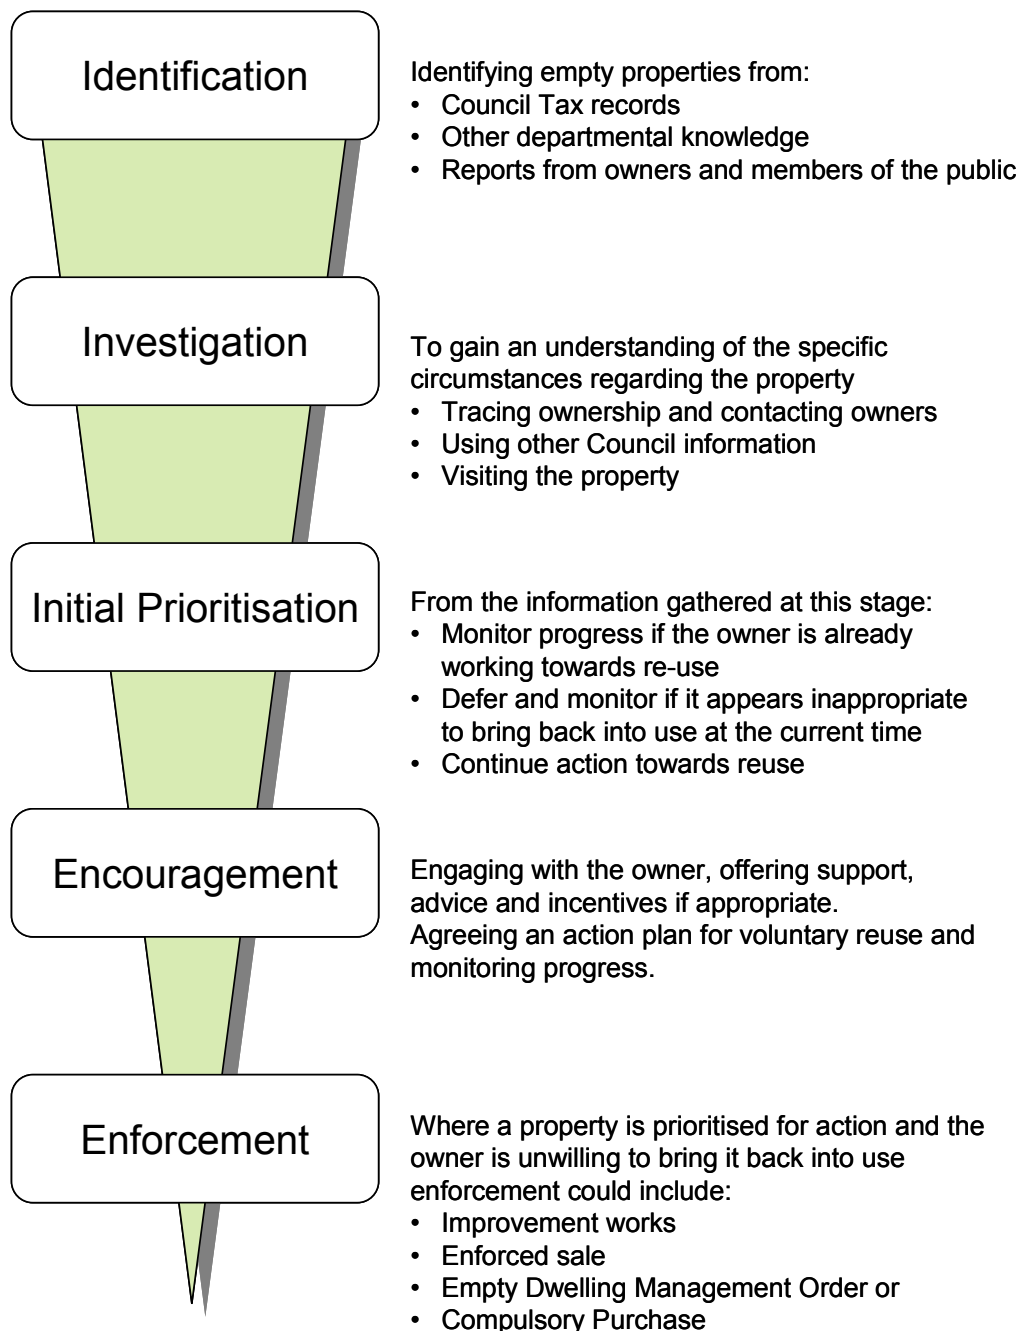 Identification
Identifying empty properties from:
• Council Tax records
• Other departmental knowledge
• Reports from owners and members of the public
Investigation
To gain an understanding of the specific
circumstances regarding the property
• Tracing ownership and contacting owners
• Using other Council information
• Visiting the property
Initial Prioritisation
From the information gathered at this stage:
• Monitor progress if the owner is already
working towards re-use
• Defer and monitor if it appears inappropriate
to bring back into use at the current time
• Continue action towards reuse
Encouragement
Engaging with the owner, offering support,
advice and incentives if appropriate.
Agreeing an action plan for voluntary reuse and
monitoring progress.
Enforcement
Where a property is prioritised for action and the
owner is unwilling to bring it back into use
enforcement could include:
• Improvement works
• Enforced sale
• Empty Dwelling Management Order or
• Compulsory Purchase